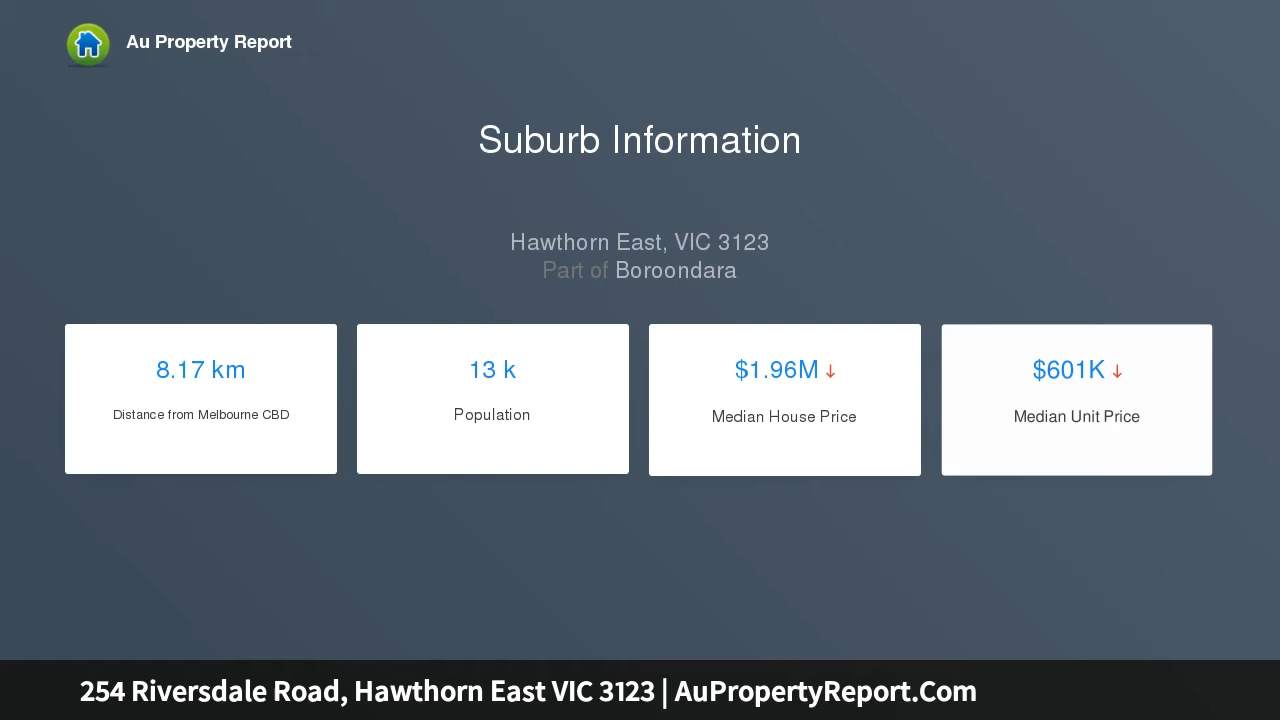 Au Property Report
Suburb Information
Hawthorn East, VIC 3123
Part of Boroondara
8.17 km
Distance from Melbourne CBD
13 k
Population
$1.96M ↓
Median House Price
$601K ↓
Median Unit Price
254 Riversdale Road, Hawthorn East VIC 3123 | AuPropertyReport.Com